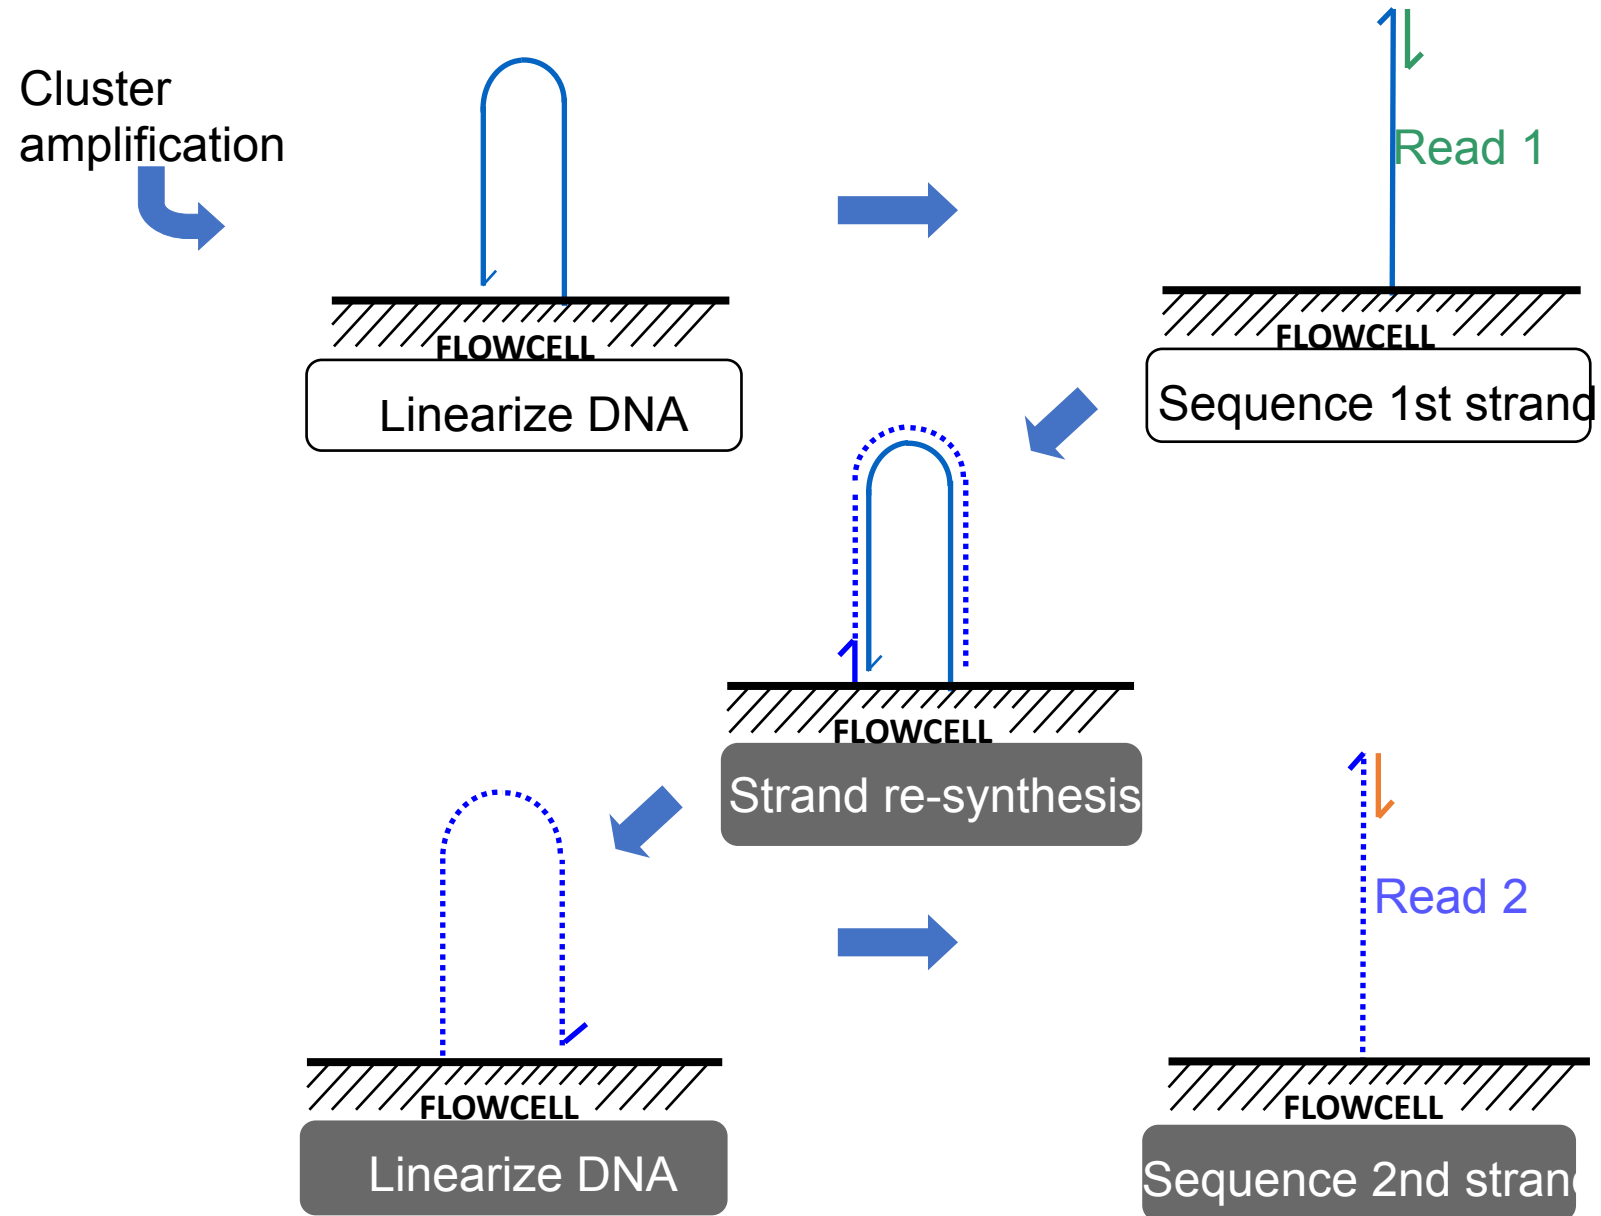 Cluster
amplification
Read 1
FLOWCELL
Linearize DNA
FLOWCELL
Sequence 1st strand
FLOWCELL
Strand re-synthesis
Read 2
FLOWCELL
Linearize DNA
FLOWCELL
Sequence 2nd strand